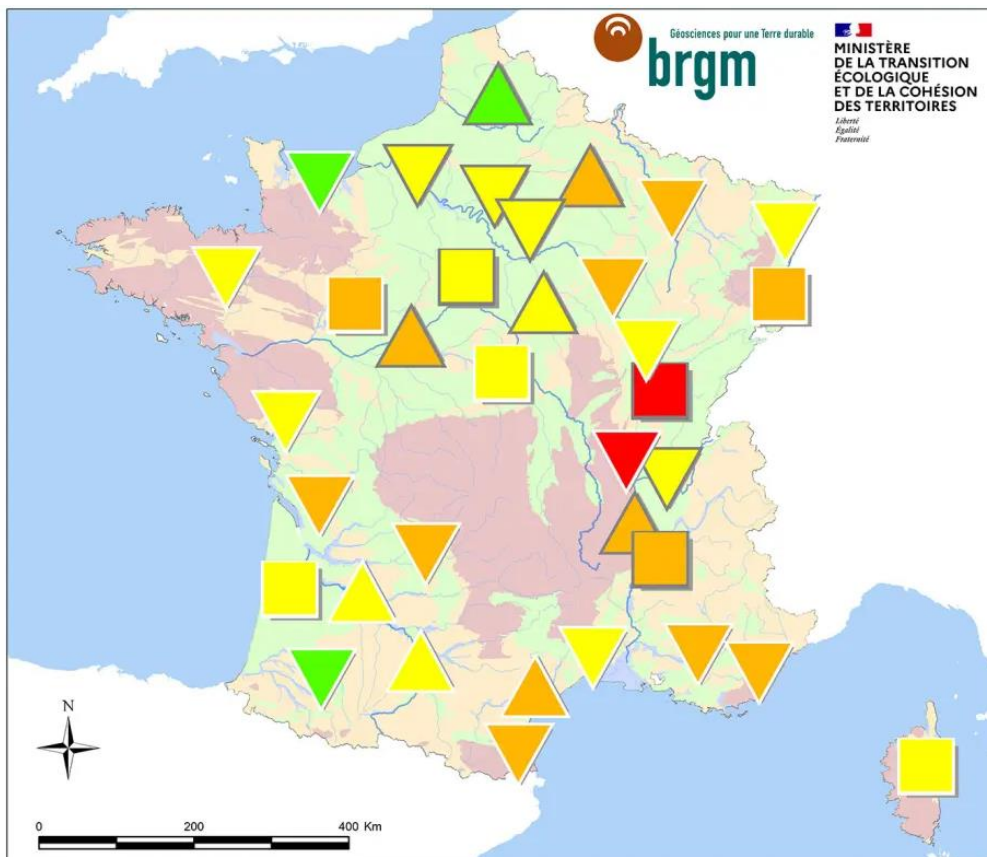 Géosciences pour une Terre durable
brgm
MINISTÈRE
DE LA TRANSITION
ÉCOLOGIQUE
ET DE LA COHÉSION
DES TERRITOIRES
Liberté
Égalité
Fraternité
N
0 200 400 Km